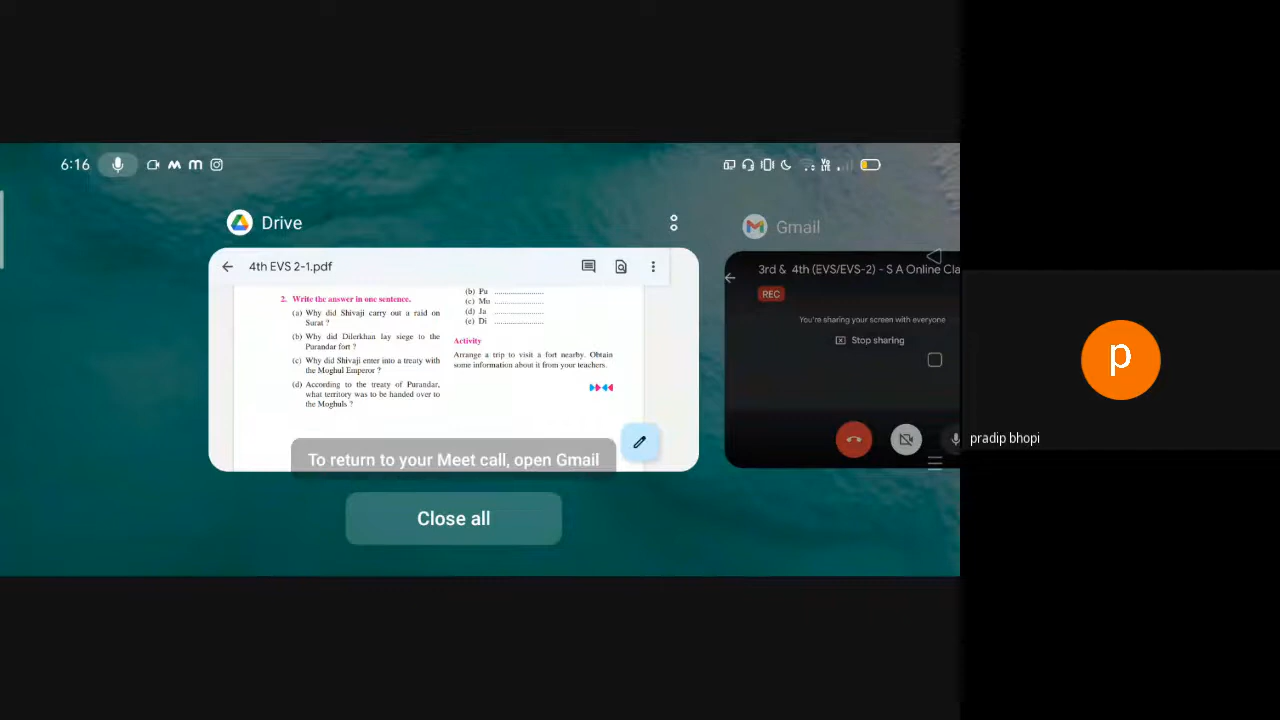 6:16
Drive
Gmail
4th EVS 2-1.pdf
2. Write the answer in one sentence.
(a) Why did Shivaji carry out a raid on
Surat ?
(b) Why did Dilerkhan lay siege to the
Purandar fort ?
(c) Why did Shivaji enter into a treaty with
the Moghul Emperor ?
(d) According to the treaty of Purandar,
what territory was to be handed over to
the Moghuls ?
(b) Pu ......................
(c) Mu ......................
(d) Ja ......................
(e) Di ......................
Activity
Arrange a trip to visit a fort nearby. Obtain
some information about it from your teachers.
To return to your Meet call, open Gmail
Close all
3rd & 4th (EVS/EVS-2) - S A Online Cla
REC
You're sharing your screen with everyone
Stop sharing
p
pradip bhopi